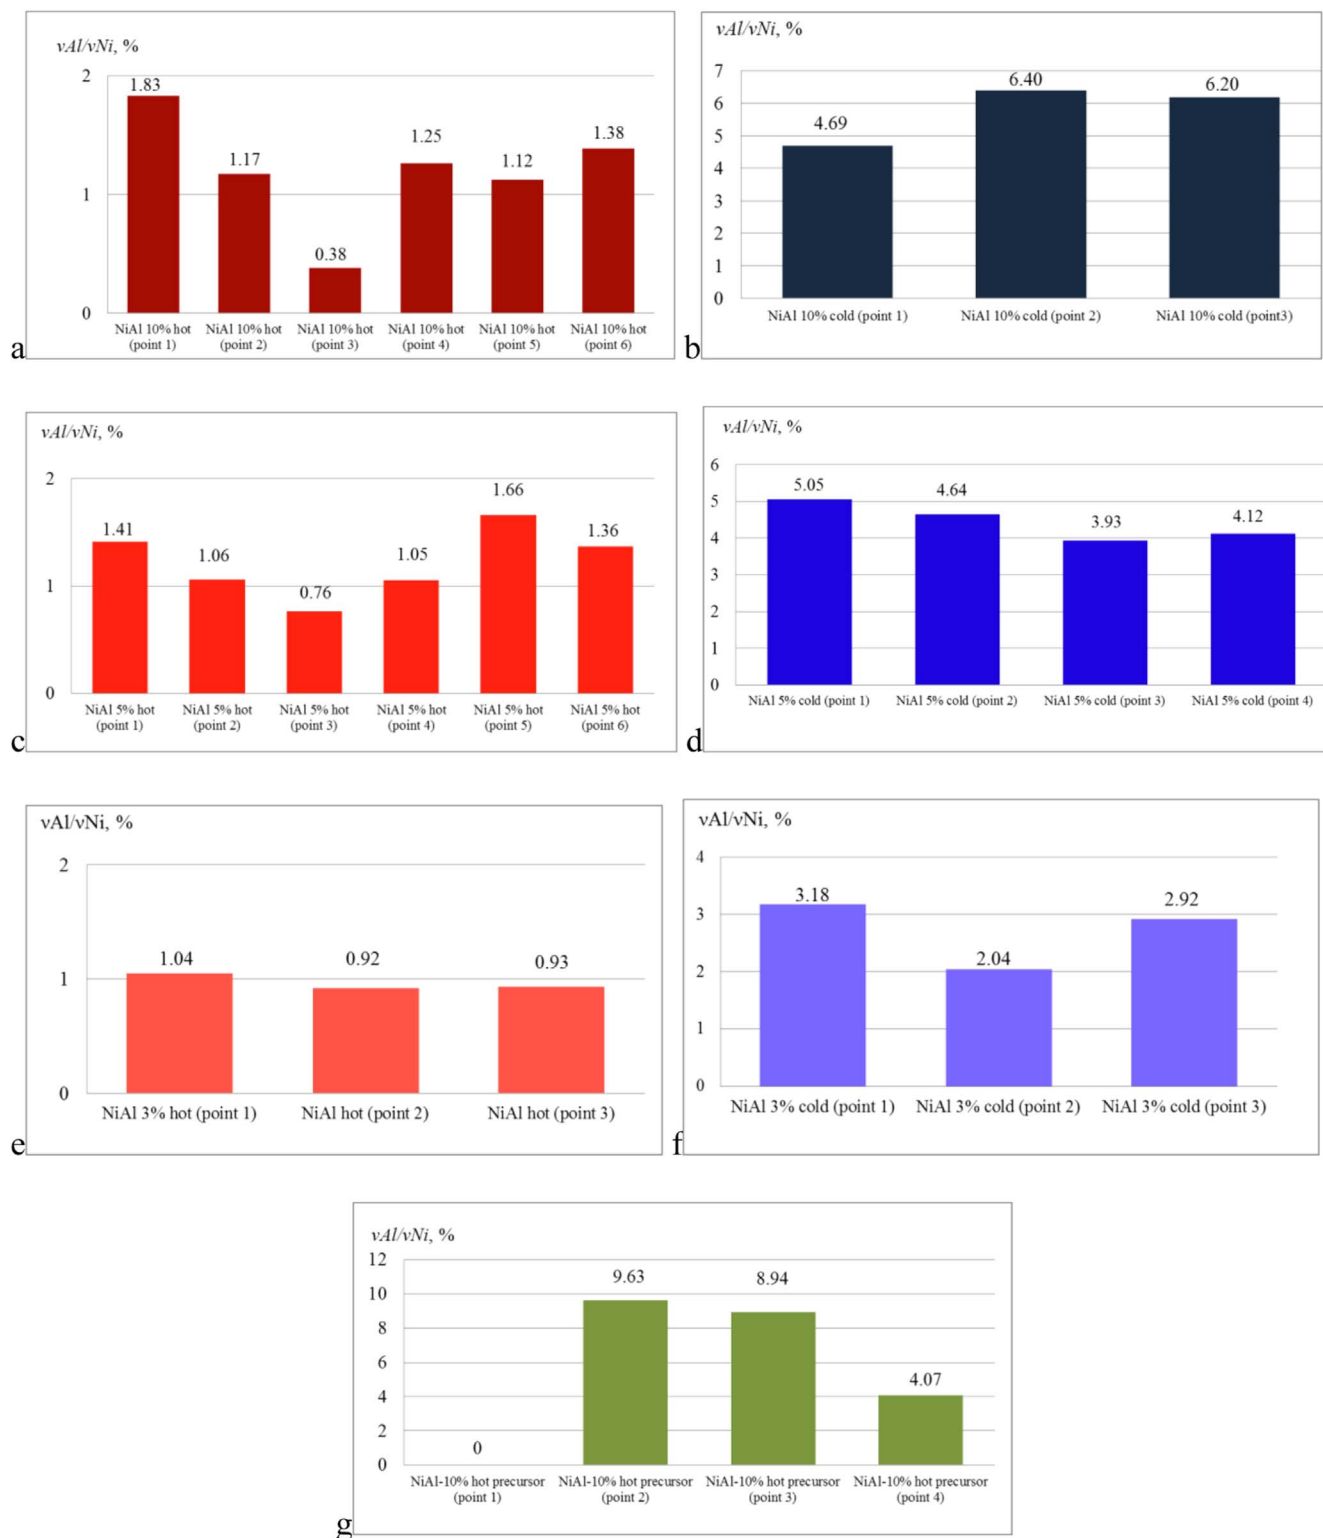 vAl/vNi, %
2
1
0
1.83
1.17
0.38
1.25
1.12
1.38
NiAl 10% hot
(point 1)
NiAl 10% hot
(point 2)
NiAl 10% hot
(point 3)
NiAl 10% hot
(point 4)
NiAl 10% hot
(point 5)
NiAl 10% hot
(point 6)
a
vAl/vNi, %
7
6
5
4
3
2
1
0
4.69
6.40
6.20
NiAl 10% cold (point 1)
NiAl 10% cold (point 2)
NiAl 10% cold (point3)
b
vAl/vNi, %
2
1
0
1.41
1.06
0.76
1.05
1.66
1.36
NiAl 5% hot
(point 1)
NiAl 5% hot
(point 2)
NiAl 5% hot
(point 3)
NiAl 5% hot
(point 4)
NiAl 5% hot
(point 5)
NiAl 5% hot
(point 6)
c
vAl/vNi, %
6
5
4
3
2
1
0
5.05
4.64
3.93
4.12
NiAl 5% cold (point 1)
NiAl 5% cold (point 2)
NiAl 5% cold (point 3)
NiAl 5% cold (point 4)
d
vAl/vNi, %
2
1
0
1.04
0.92
0.93
NiAl 3% hot (point 1)
NiAl hot (point 2)
NiAl hot (point 3)
e
vAl/vNi, %
4
3
2
1
0
3.18
2.04
2.92
NiAl 3% cold (point 1)
NiAl 3% cold (point 2)
NiAl 3% cold (point 3)
f
vAl/vNi, %
12
10
8
6
4
2
0
0
9.63
8.94
4.07
NiAl-10% hot precursor
(point 1)
NiAl-10% hot precursor
(point 2)
NiAl-10% hot precursor
(point 3)
NiAl-10% hot precursor
(point 4)
g